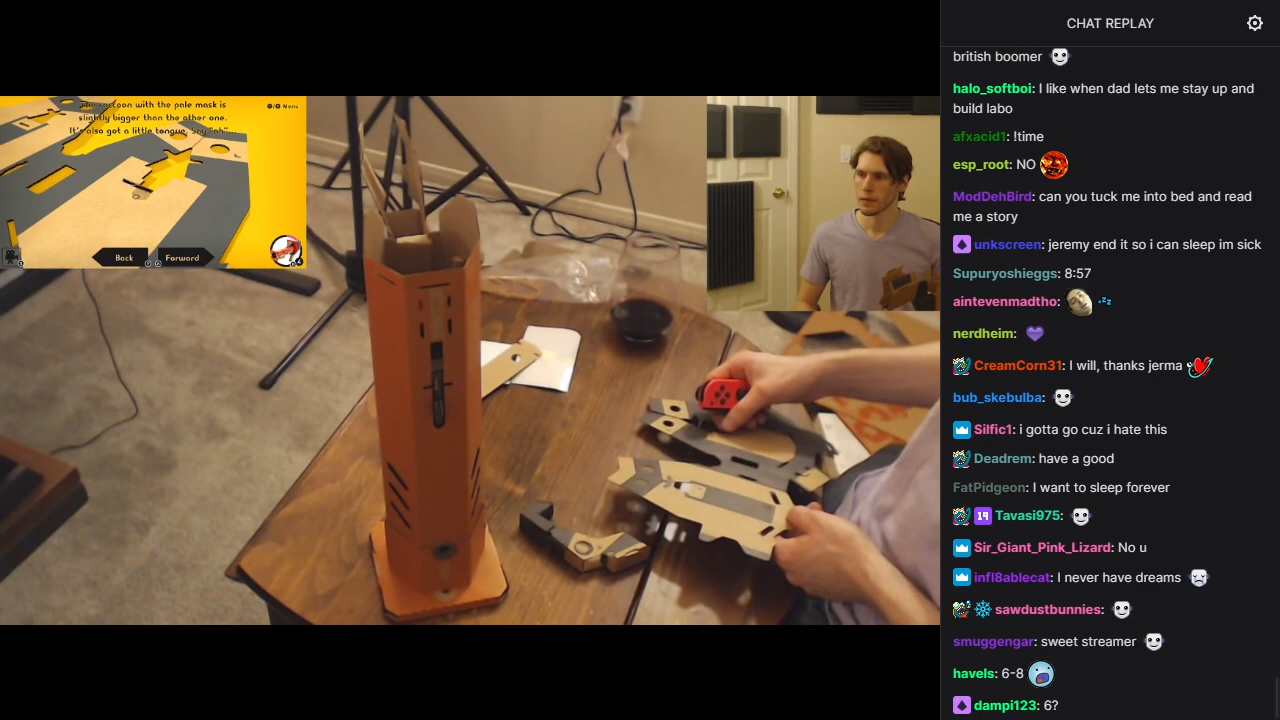 The raccoon with the pale mask is
slightly bigger than the other one.
It's also got a little tongue. Say "ah".
Menu
Back
Forward
CHAT REPLAY
british boomer
halo_softboi: I like when dad lets me stay up and
build labo
afxacid1: !time
esp_root: NO
ModDehBird: can you tuck me into bed and read
me a story
unkscreen: jeremy end it so i can sleep im sick
Supuryoshieggs: 8:57
aintevenmadtho:
nerdheim:
CreamCorn31: I will, thanks jerma
bub_skebulba:
Silfic1: i gotta go cuz i hate this
Deadrem: have a good
FatPidgeon: I want to sleep forever
Tavasi975:
Sir_Giant_Pink_Lizard: No u
infl8ablecat: I never have dreams
sawdustbunnies:
smuggengar: sweet streamer
havels: 6-8
dampi123: 6?